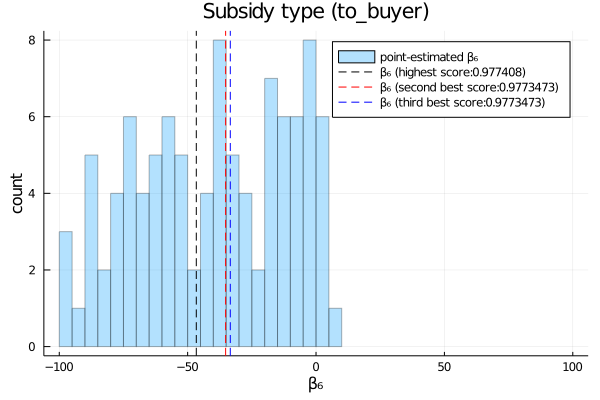 Subsidy type (to_buyer)
point-estimated β₆
β₆ (highest score:0.977408)
β₆ (second best score:0.9773473)
β₆ (third best score:0.9773473)
8
6
4
2
0
count
−100 −50 0 50 100
β₆